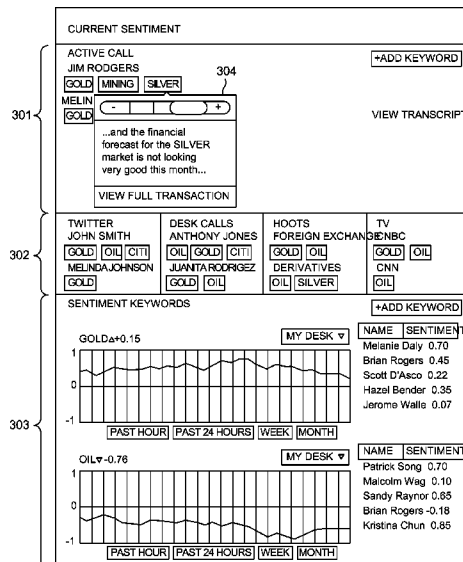 CURRENT SENTIMENT
ACTIVE CALL
+ADD KEYWORD
JIM RODGERS
304
GOLD MINING SILVER
MELIN
- +
GOLD
301
VIEW TRANSCRIPT
...and the financial
forecast for the SILVER
market is not looking
very good this month...
VIEW FULL TRANSACTION
302
TWITTER
JOHN SMITH
GOLD OIL CITI
MELINDA JOHNSON
GOLD
DESK CALLS
ANTHONY JONES
OIL GOLD CITI
JUANITA RODRIGEZ
GOLD OIL
HOOTS
FOREIGN EXCHANGE
GOLD OIL
DERIVATIVES
OIL SILVER
TV
CNBC
GOLD OIL
CNN
OIL
303
SENTIMENT KEYWORDS
+ADD KEYWORD
GOLD▵+0.15
MY DESK ▿
1
0
-1
PAST HOUR PAST 24 HOURS WEEK MONTH
NAME SENTIMENT
Melanie Daly 0.70
Brian Rogers 0.45
Scott D'Asco 0.22
Hazel Bender 0.35
Jerome Walle 0.07
OIL▿-0.76
MY DESK ▿
1
0
-1
PAST HOUR PAST 24 HOURS WEEK MONTH
NAME SENTIMENT
Patrick Song 0.70
Malcolm Wag 0.10
Sandy Raynor 0.65
Brian Rogers -0.18
Kristina Chun 0.85